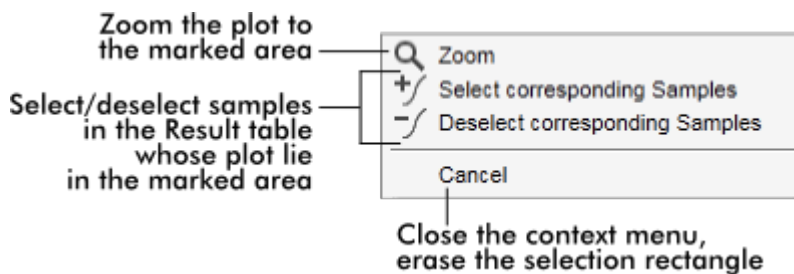 Zoom the plot to
the marked area
Zoom
Select corresponding Samples
Deselect corresponding Samples
Select/deselect samples
in the Result table
whose plot lie
in the marked area
Cancel
Close the context menu,
erase the selection rectangle